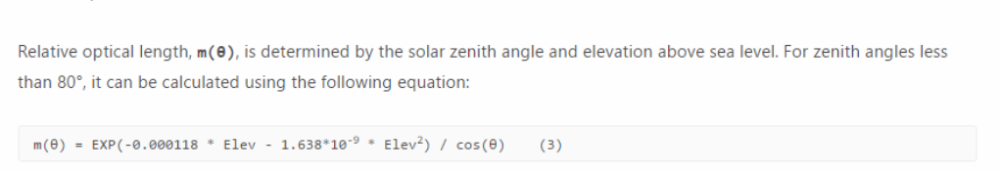 Relative optical length, m(θ), is determined by the solar zenith angle and elevation above sea level. For zenith angles less
than 80°, it can be calculated using the following equation:
m(θ) = EXP(-0.000118 * Elev - 1.638*10⁻⁹ * Elev²) / cos(θ)    (3)